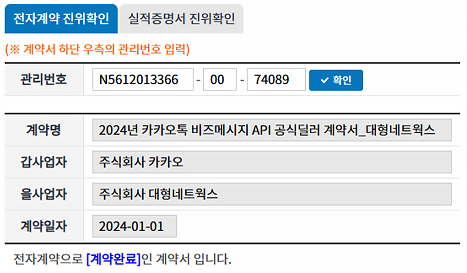 전자계약 진위확인 실적증명서 진위확인
(※ 계약서 하단 우측의 관리번호 입력)
관리번호 N5612013366 - 00 - 74089 ✓ 확인
계약명 2024년 카카오톡 비즈메시지 API 공식딜러 계약서_대형네트웍스
갑사업자 주식회사 카카오
을사업자 주식회사 대형네트웍스
계약일자 2024-01-01
전자계약으로 [계약완료]인 계약서 입니다.